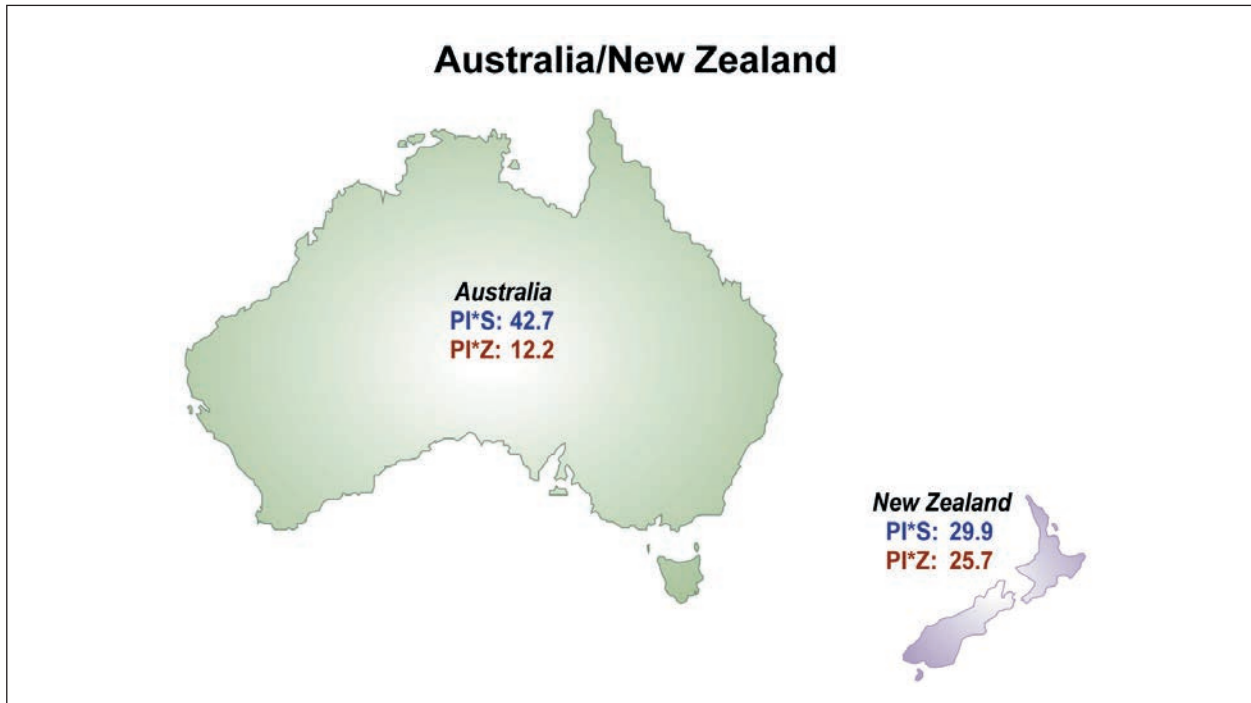 Australia/New Zealand
Australia
PI*S: 42.7
PI*Z: 12.2
New Zealand
PI*S: 29.9
PI*Z: 25.7